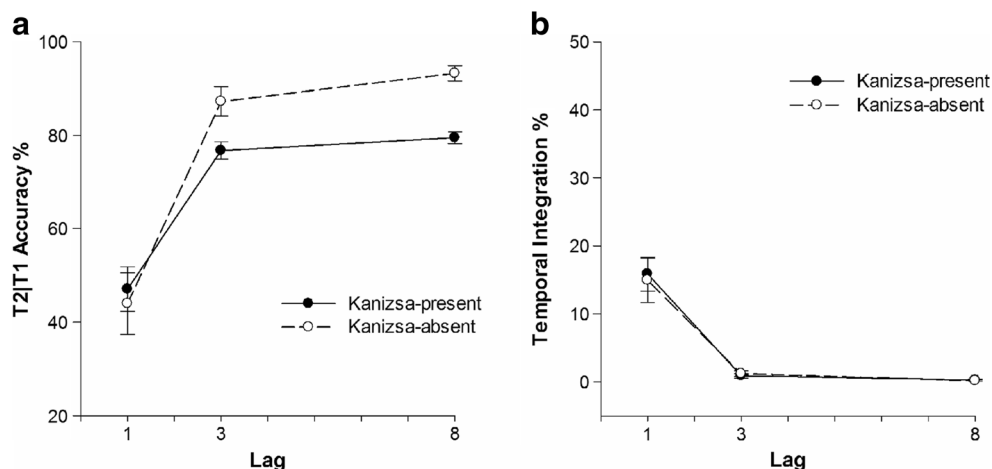 a
T2|T1 Accuracy %
100
80
60
40
20
1
3
8
Lag
Kanizsa-present
Kanizsa-absent
b
Temporal Integration %
50
40
30
20
10
0
1
3
8
Lag
Kanizsa-present
Kanizsa-absent